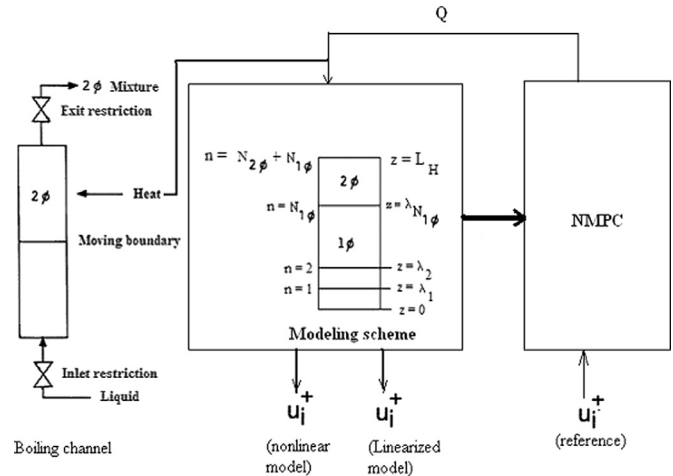 Q
2ϕ Mixture
Exit restriction
2ϕ
Heat
Moving boundary
Inlet restriction
Liquid
Boiling channel
n = N2ϕ + N1ϕ
z = LH
2ϕ
n = N1ϕ
z = λN1ϕ
1ϕ
n = 2
z = λ2
n = 1
z = λ1
z = 0
Modeling scheme
NMPC
ui+
(nonlinear
model)
ui+
(Linearized
model)
ui+
(reference)